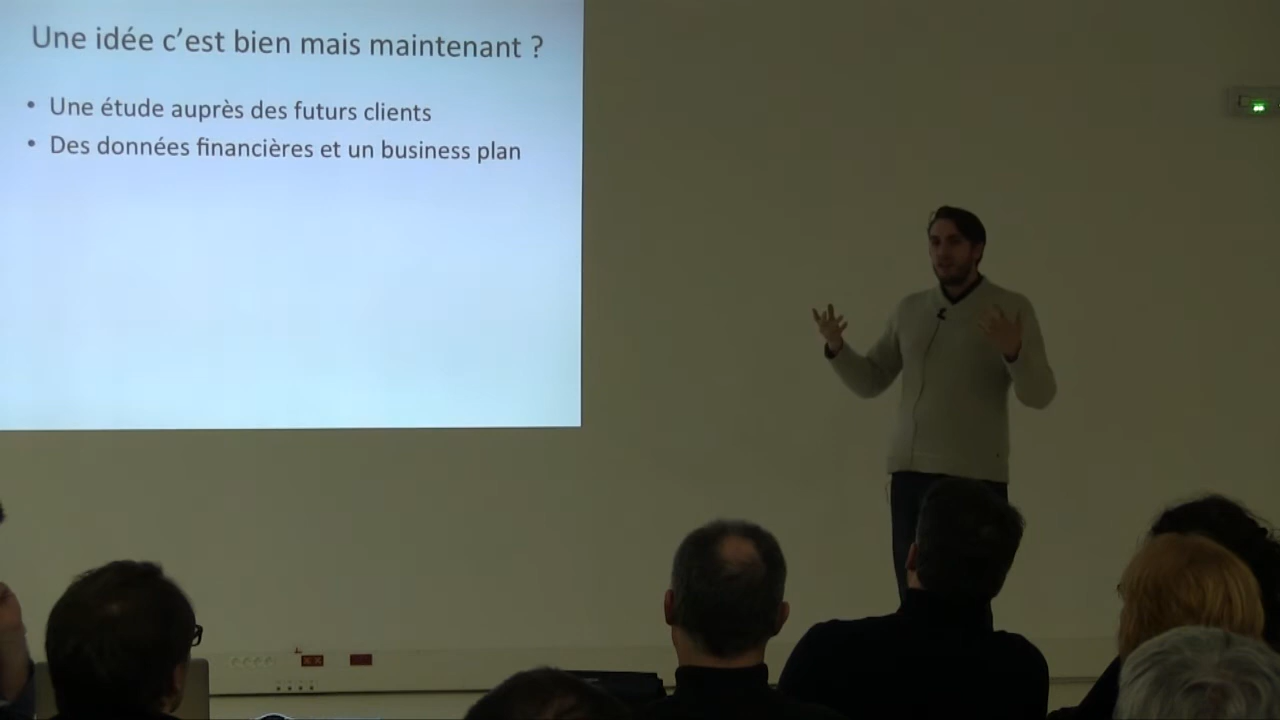 Une idée c’est bien mais maintenant ?
• Une étude auprès des futurs clients
• Des données financières et un business plan